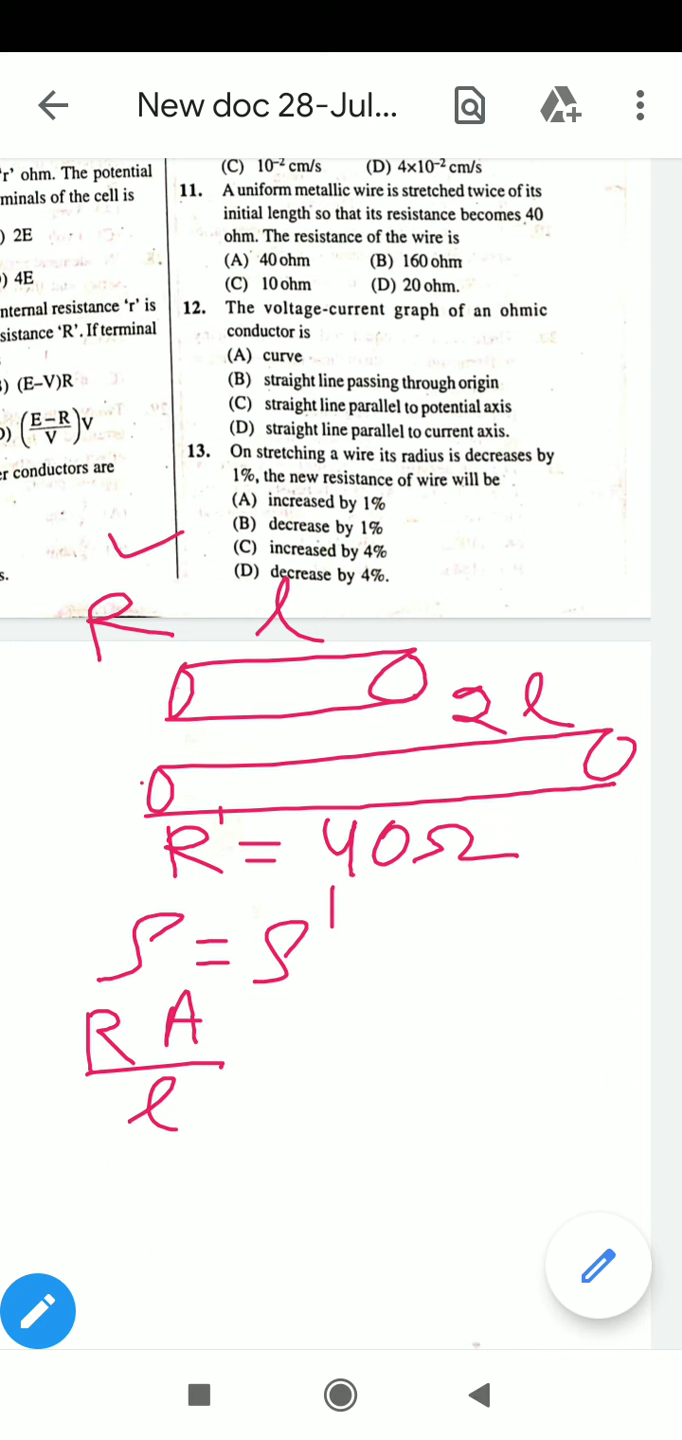 New doc 28-Jul...
'r' ohm. The potential
minals of the cell is
) 2E
) 4E
nternal resistance 'r' is
sistance 'R'. If terminal
) (E–V)R
) (E–R/V)V
er conductors are
s.
(C) 10⁻² cm/s (D) 4×10⁻² cm/s
11. A uniform metallic wire is stretched twice of its
initial length so that its resistance becomes 40
ohm. The resistance of the wire is
(A) 40 ohm (B) 160 ohm
(C) 10 ohm (D) 20 ohm.
12. The voltage-current graph of an ohmic
conductor is
(A) curve
(B) straight line passing through origin
(C) straight line parallel to potential axis
(D) straight line parallel to current axis.
13. On stretching a wire its radius is decreases by
1%, the new resistance of wire will be
(A) increased by 1%
(B) decrease by 1%
(C) increased by 4%
(D) decrease by 4%.
R l
2l
R' = 40Ω
ρ = ρ'
R A
l